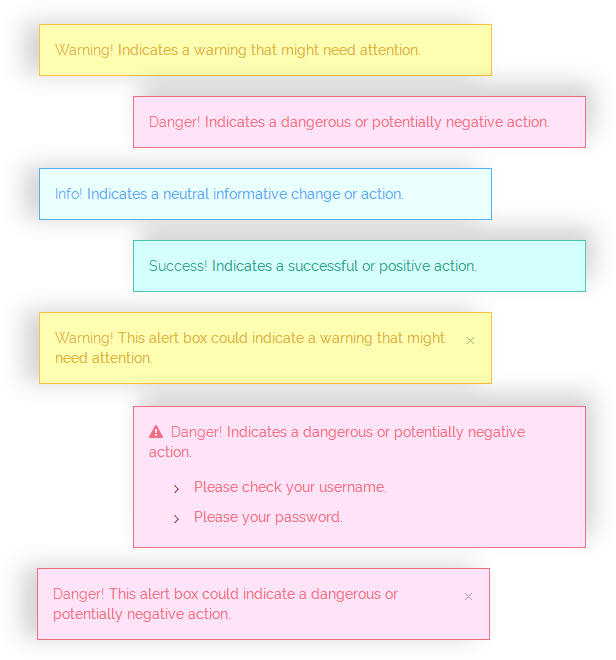 Warning! Indicates a warning that might need attention.
Danger! Indicates a dangerous or potentially negative action.
Info! Indicates a neutral informative change or action.
Success! Indicates a successful or positive action.
Warning! This alert box could indicate a warning that might
need attention.
Danger! Indicates a dangerous or potentially negative
action.
Please check your username.
Please your password.
Danger! This alert box could indicate a dangerous or
potentially negative action.